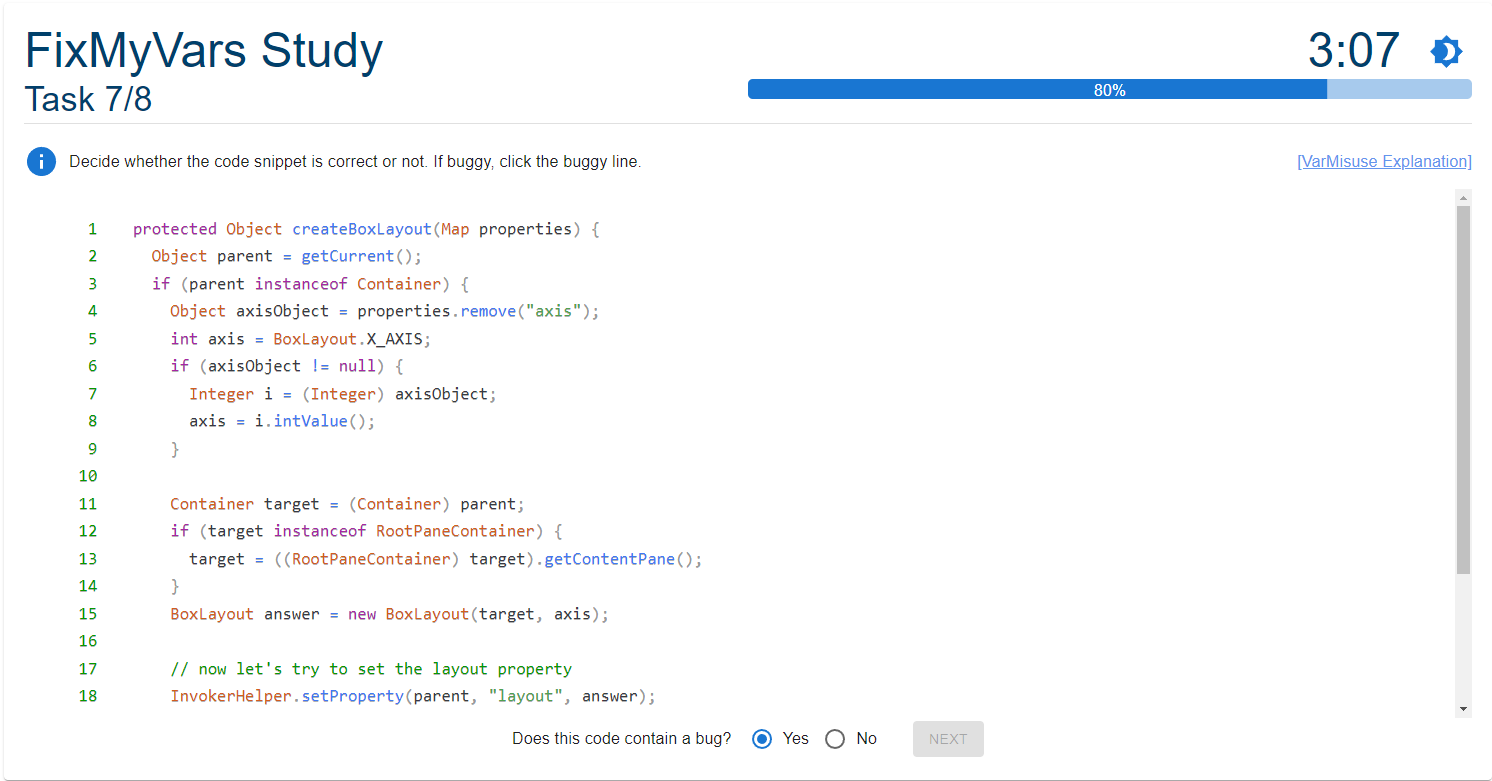 FixMyVars Study
3:07
Task 7/8
80%
Decide whether the code snippet is correct or not. If buggy, click the buggy line.
[VarMisuse Explanation]
1 protected Object createBoxLayout(Map properties) {
2   Object parent = getCurrent();
3   if (parent instanceof Container) {
4     Object axisObject = properties.remove("axis");
5     int axis = BoxLayout.X_AXIS;
6     if (axisObject != null) {
7       Integer i = (Integer) axisObject;
8       axis = i.intValue();
9     }
10
11     Container target = (Container) parent;
12     if (target instanceof RootPaneContainer) {
13       target = ((RootPaneContainer) target).getContentPane();
14     }
15     BoxLayout answer = new BoxLayout(target, axis);
16
17     // now let's try to set the layout property
18     InvokerHelper.setProperty(parent, "layout", answer);
Does this code contain a bug? Yes No NEXT